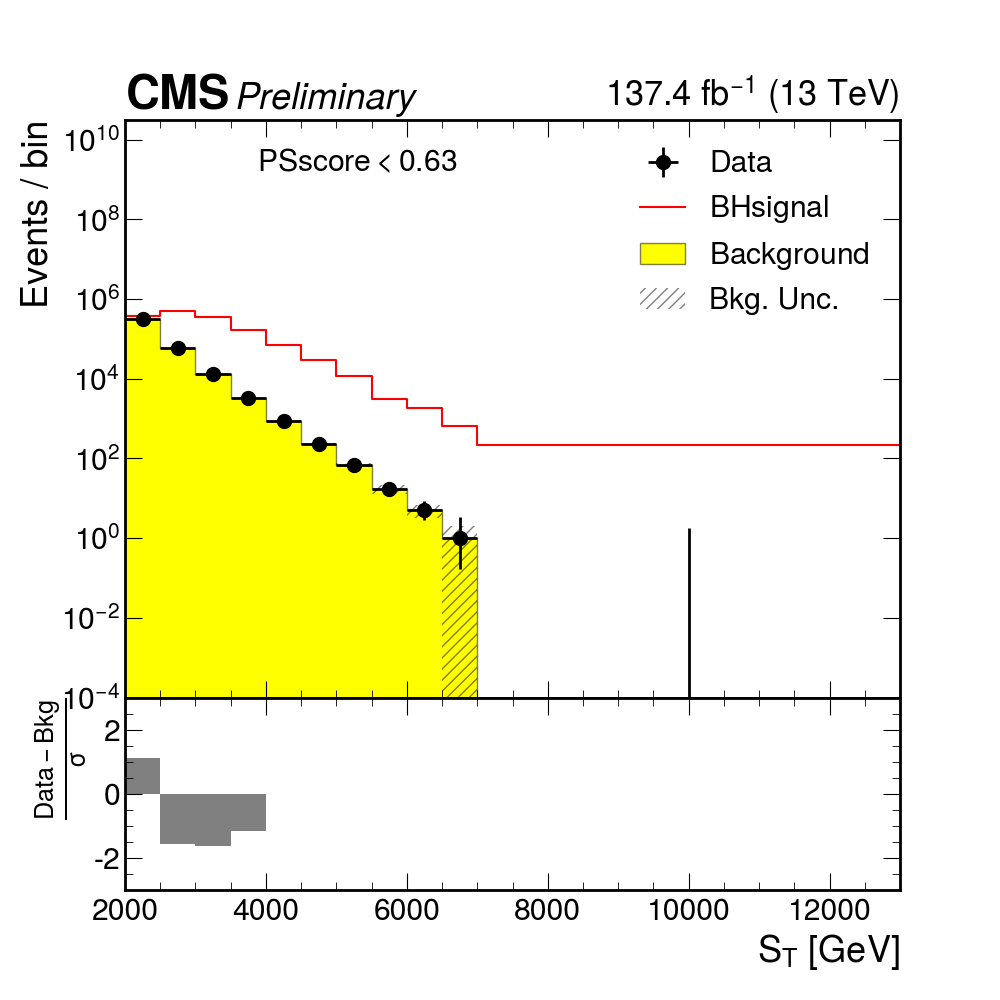 CMS Preliminary 137.4 fb⁻¹ (13 TeV)
Events / bin
10¹⁰
10⁸
10⁶
10⁴
10²
10⁰
10⁻²
10⁻⁴
PSscore < 0.63
Data
BHsignal
Background
Bkg. Unc.
Data – Bkg
σ
2
0
-2
2000 4000 6000 8000 10000 12000
S_T [GeV]